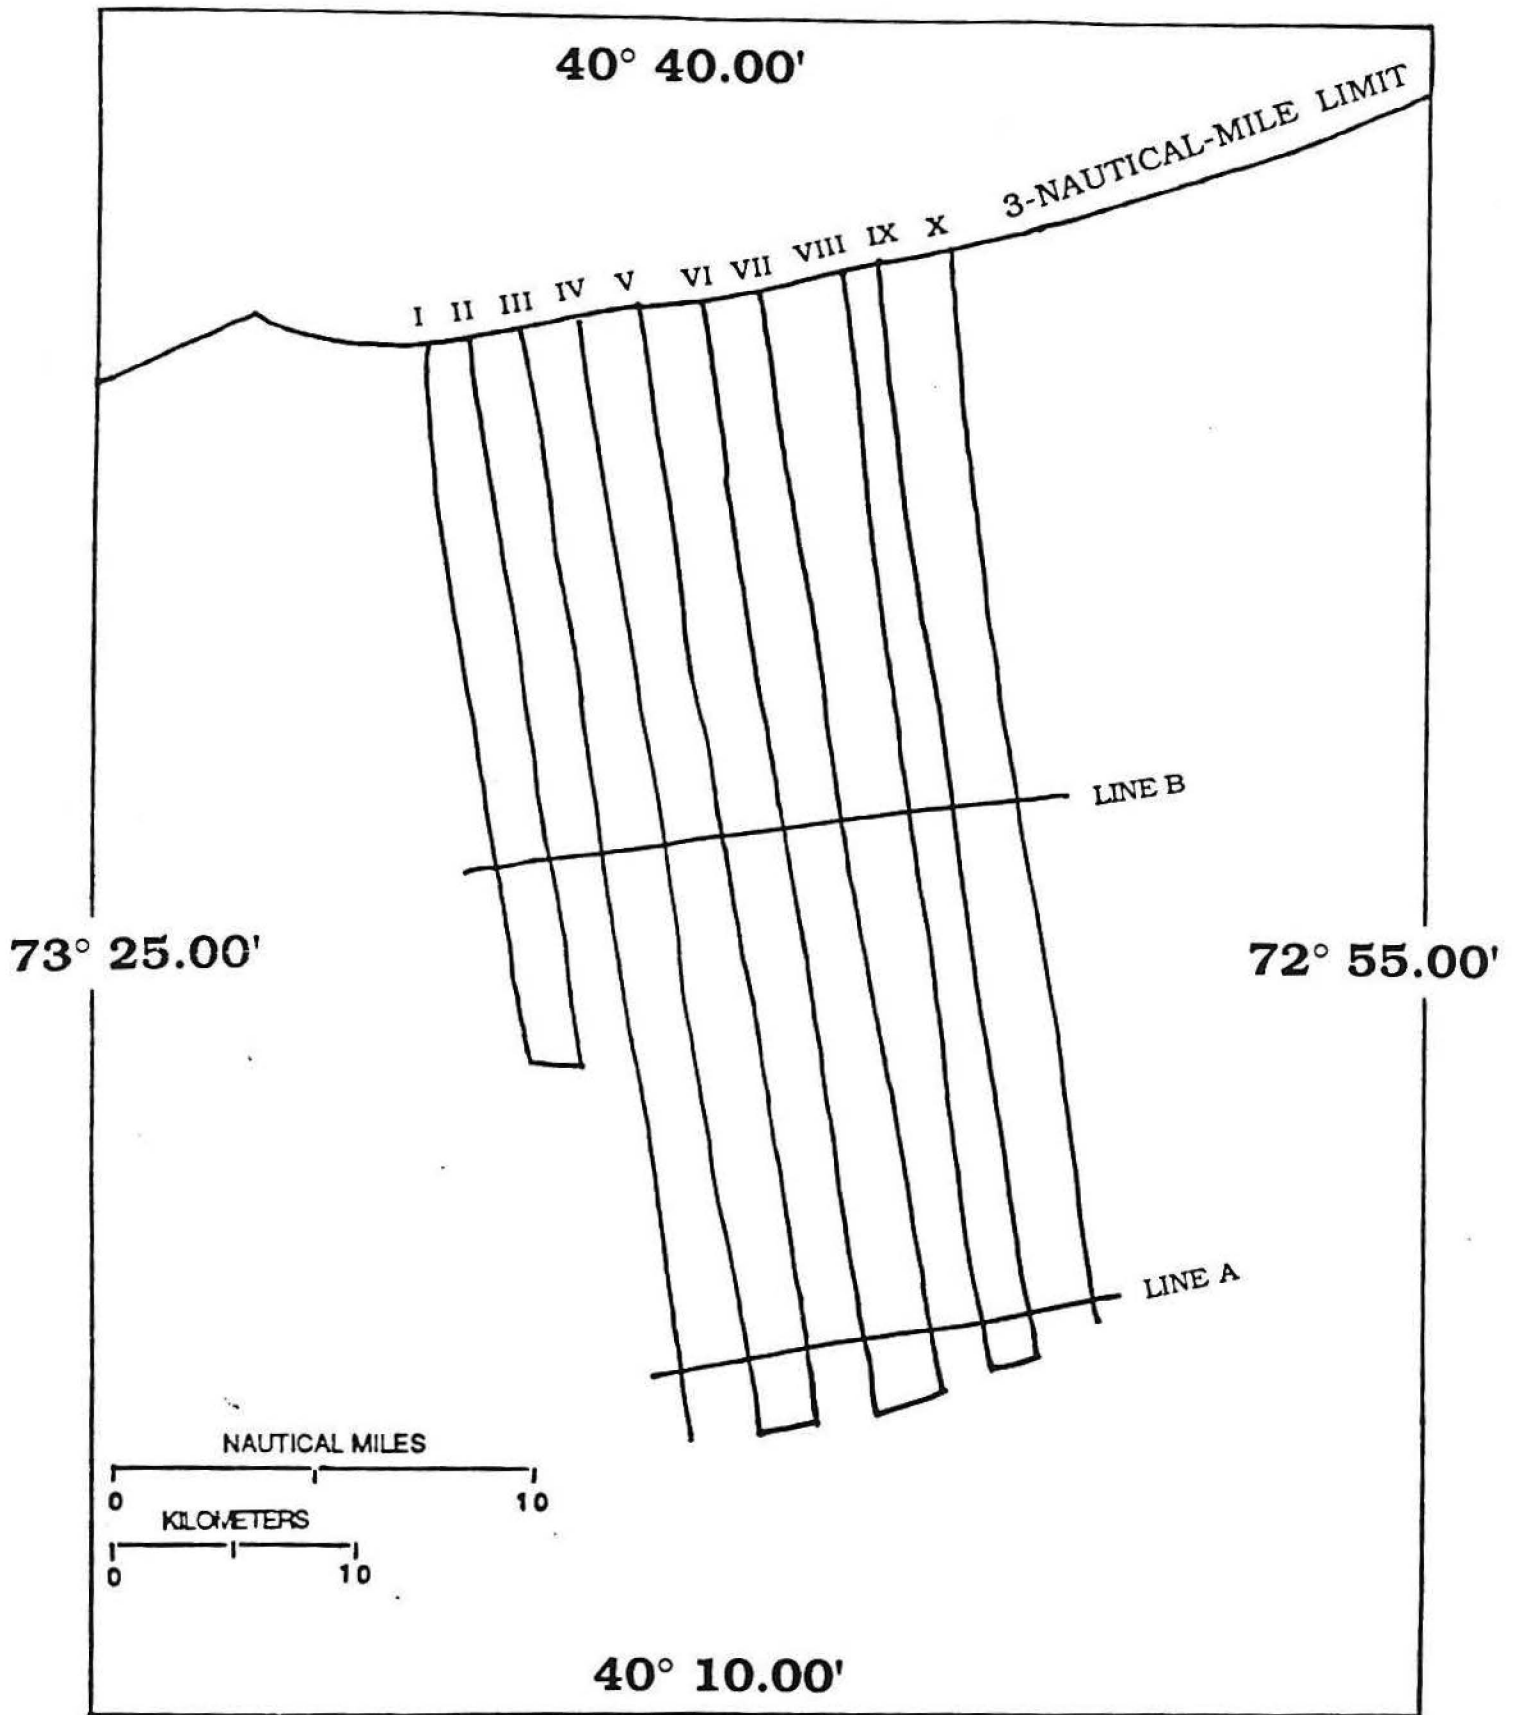 40° 40.00'
3-NAUTICAL-MILE LIMIT
I II III IV V VI VII VIII IX X
LINE B
73° 25.00'
72° 55.00'
LINE A
NAUTICAL MILES
0 10
KILOMETERS
0 10
40° 10.00'